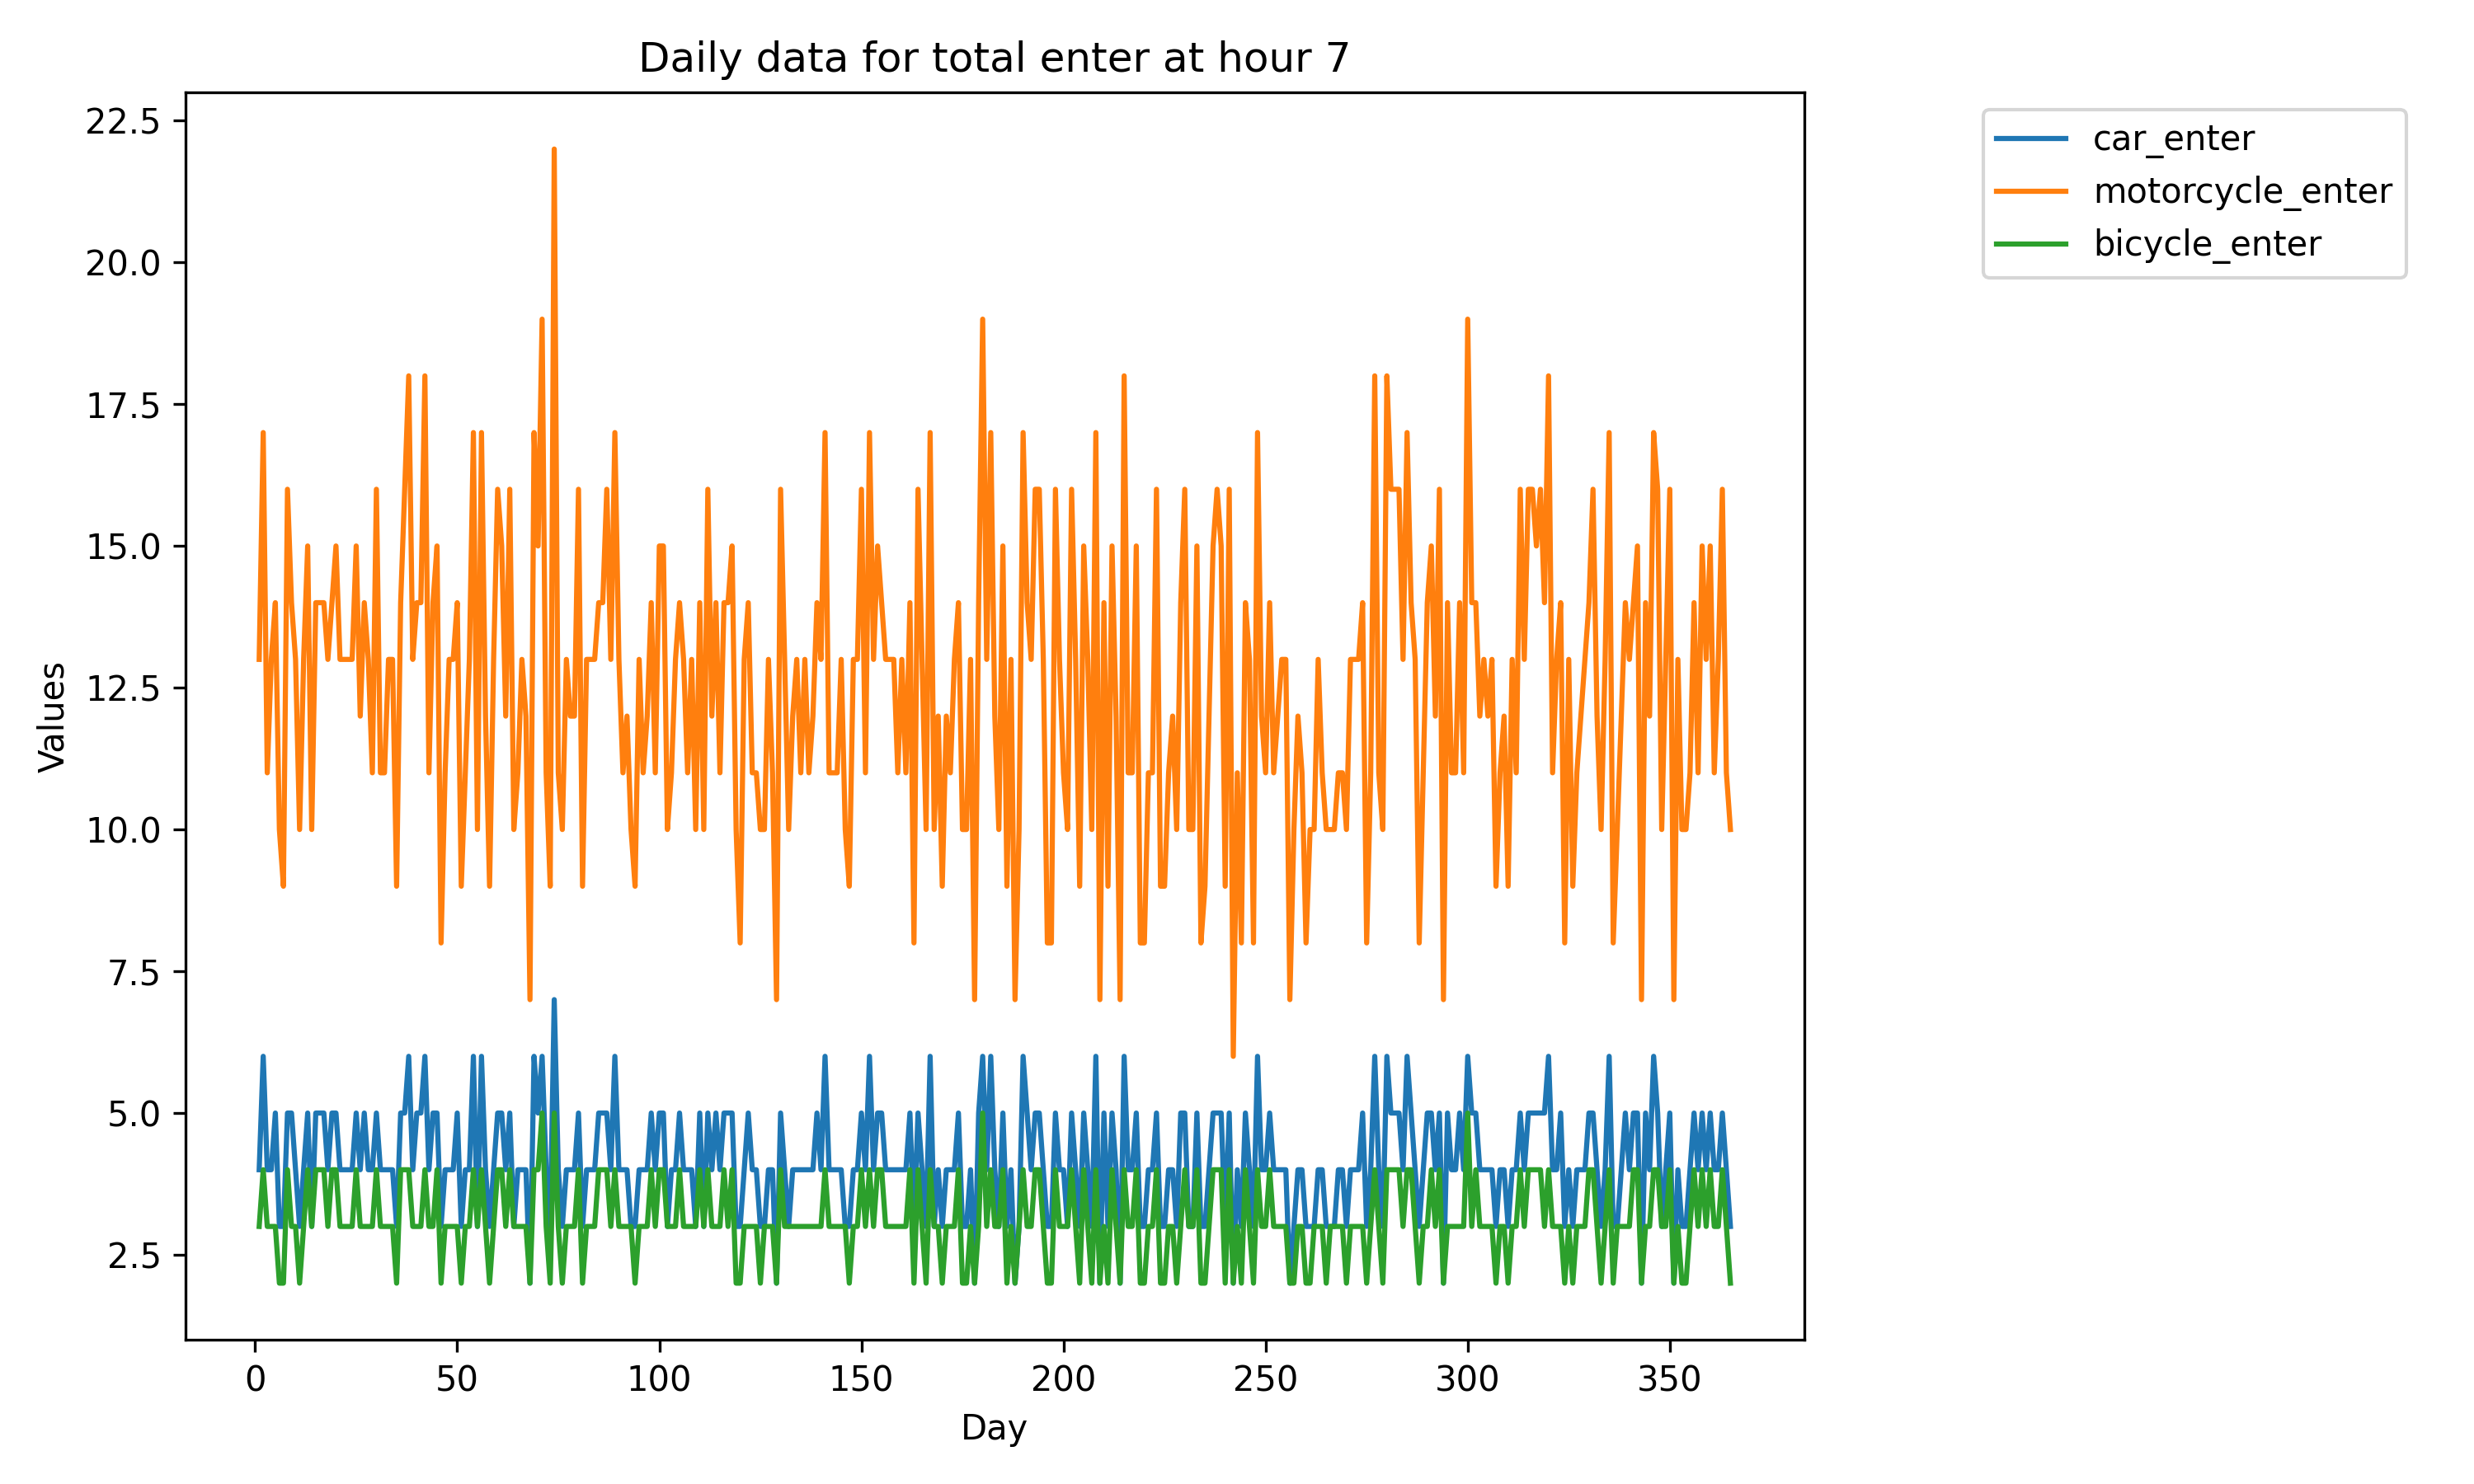 Daily data for total enter at hour 7
car_enter
motorcycle_enter
bicycle_enter
Values
22.5
20.0
17.5
15.0
12.5
10.0
7.5
5.0
2.5
0 50 100 150 200 250 300 350
Day